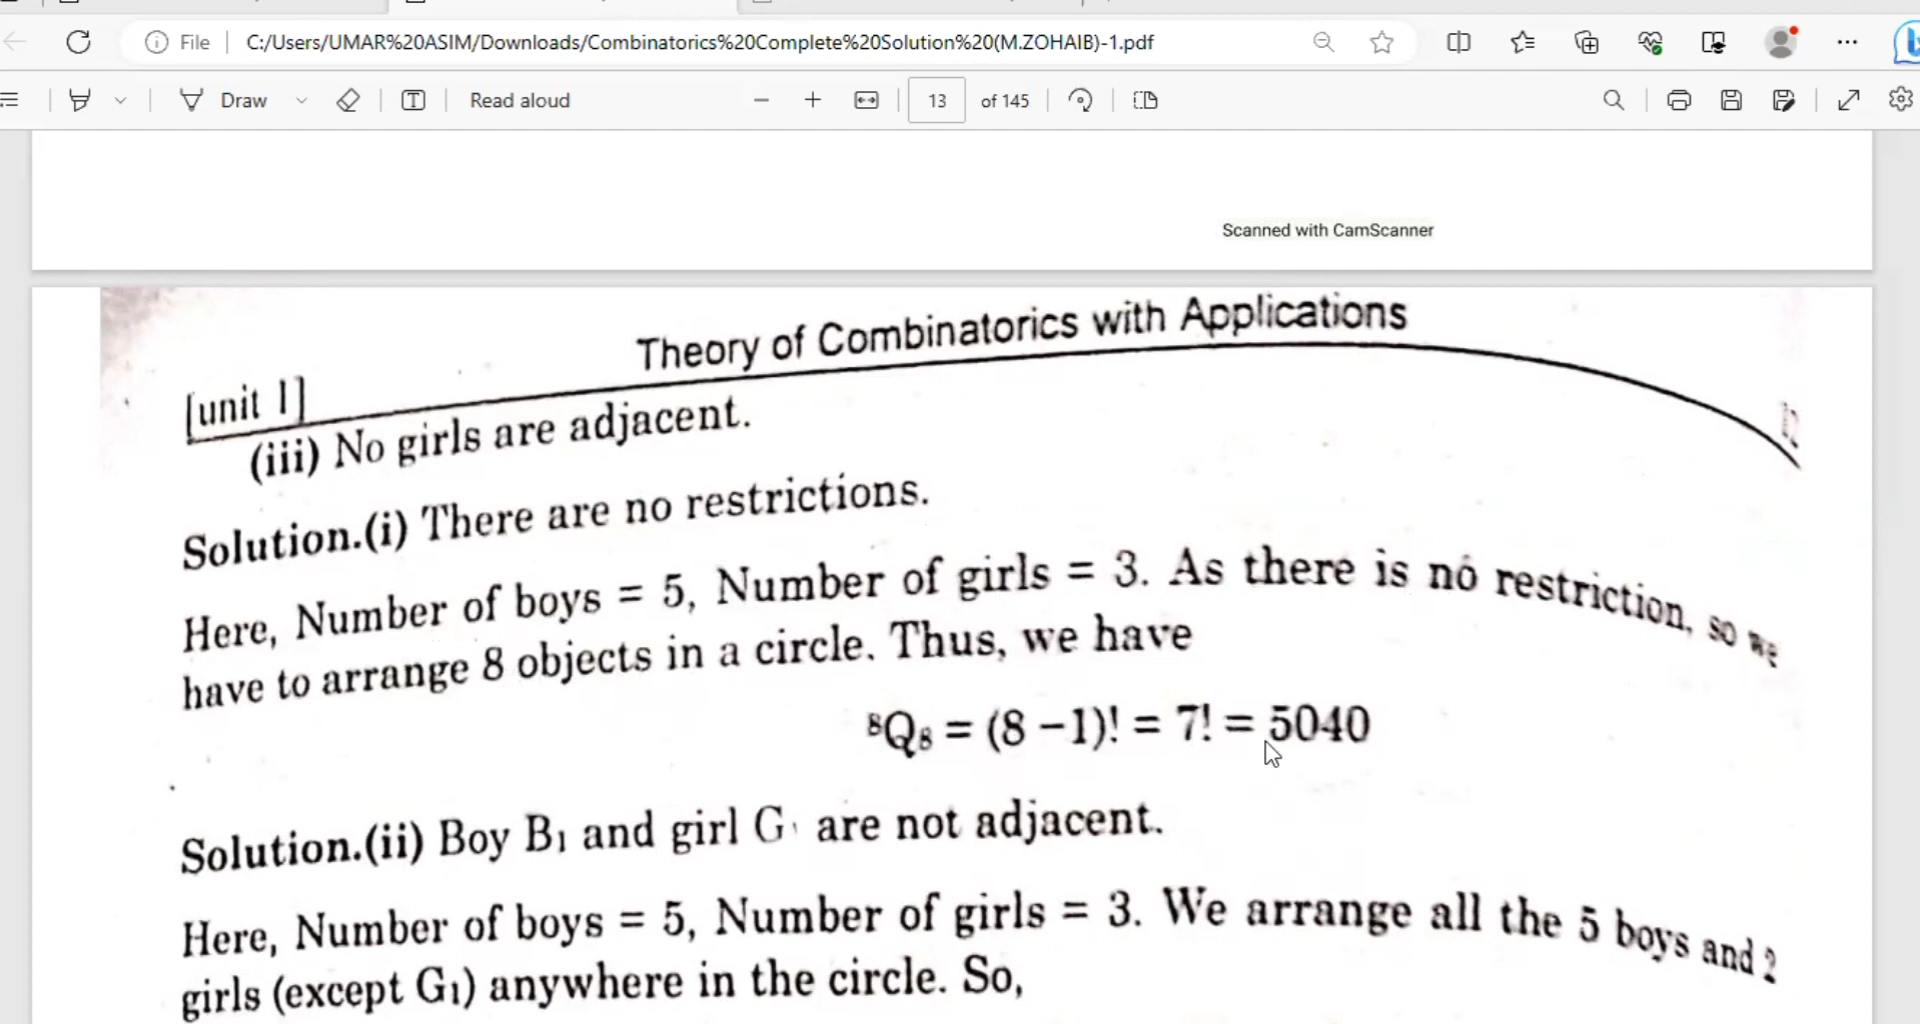 File
C:/Users/UMAR%20ASIM/Downloads/Combinatorics%20Complete%20Solution%20(M.ZOHAIB)-1.pdf
Draw
Read aloud
13 of 145
Scanned with CamScanner
Theory of Combinatorics with Applications
[unit 1]
(iii) No girls are adjacent.
Solution.(i) There are no restrictions.
Here, Number of boys = 5, Number of girls = 3. As there is no restriction, so we
have to arrange 8 objects in a circle. Thus, we have
⁸Q₈ = (8 −1)! = 7! = 5040
Solution.(ii) Boy B₁ and girl G are not adjacent.
Here, Number of boys = 5, Number of girls = 3. We arrange all the 5 boys and 2
girls (except G₁) anywhere in the circle. So,